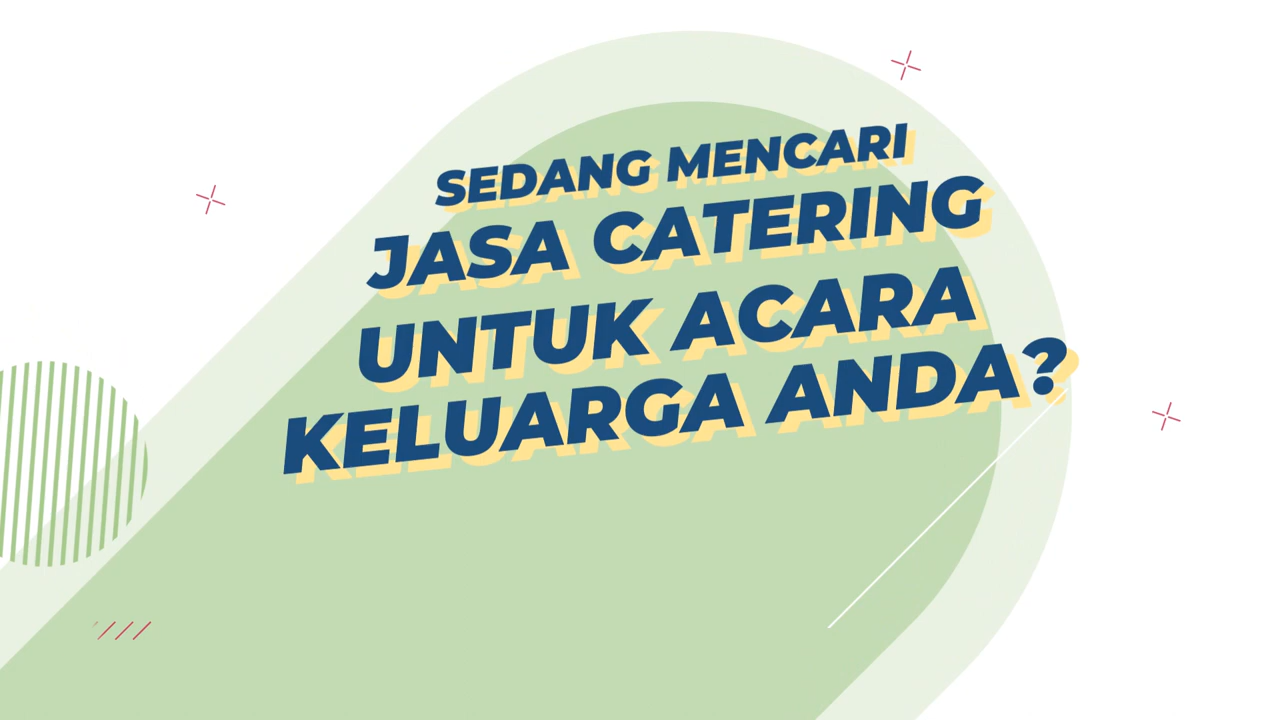 SEDANG MENCARI
JASA CATERING
UNTUK ACARA
KELUARGA ANDA?